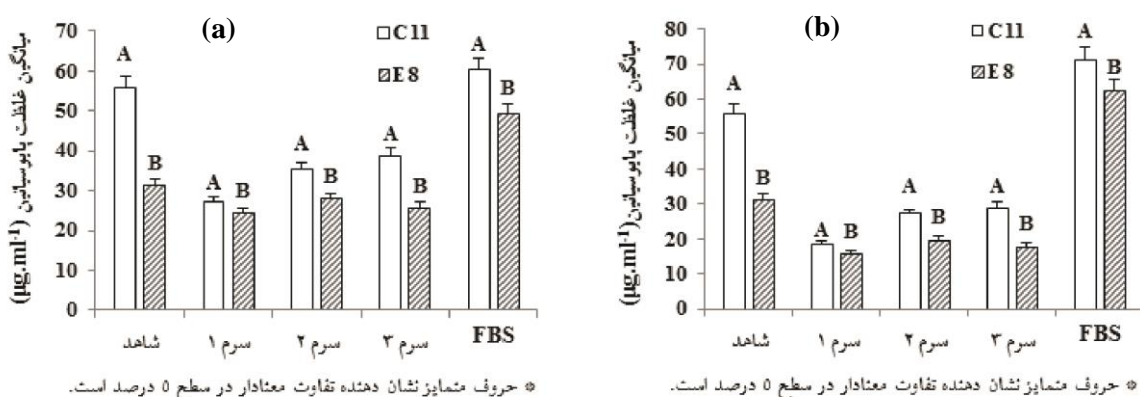 (a)
میانگین غلظت پایوسیانین (µg.ml-1)
70
60
50
40
30
20
10
0
C11
E8
A
B
A
B
A
B
A
B
A
B
شاهد
سرم ۱
سرم ۲
سرم ۳
FBS
* حروف متمایز نشان دهنده تفاوت معنادار در سطح ۵ درصد است.
(b)
میانگین غلظت پایوسیانین(µg.ml-1)
80
70
60
50
40
30
20
10
0
C11
E8
A
B
A
B
A
B
A
B
A
B
شاهد
سرم ۱
سرم ۲
سرم ۳
FBS
* حروف متمایز نشان دهنده تفاوت معنادار در سطح ۵ درصد است.